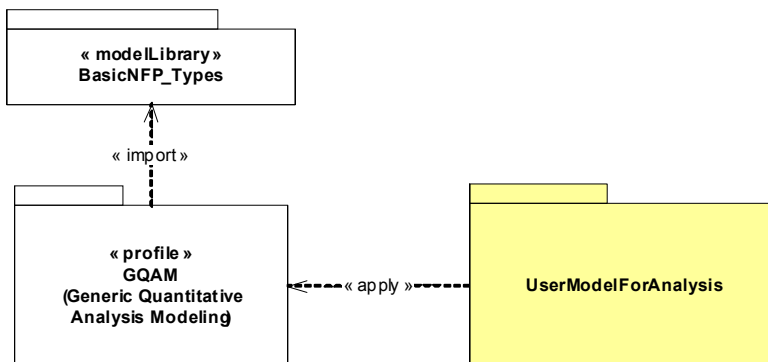 « modelLibrary»
BasicNFP_Types
« import»
« profile»
GQAM
(Generic Quantitative
Analysis Modeling)
« apply»
UserModelForAnalysis